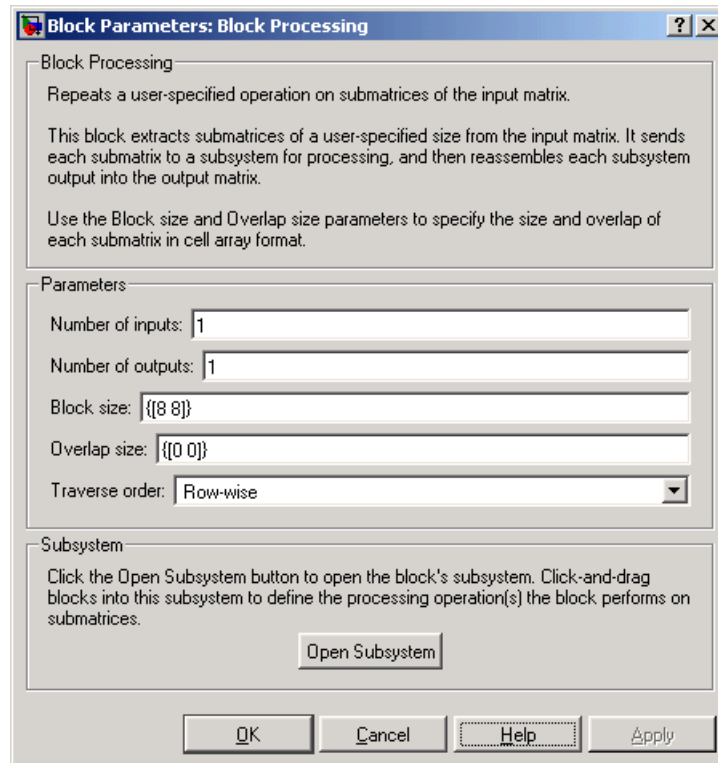 Block Parameters: Block Processing
Block Processing
Repeats a user-specified operation on submatrices of the input matrix.
This block extracts submatrices of a user-specified size from the input matrix. It sends
each submatrix to a subsystem for processing, and then reassembles each subsystem
output into the output matrix.
Use the Block size and Overlap size parameters to specify the size and overlap of
each submatrix in cell array format.
Parameters
Number of inputs: 1
Number of outputs: 1
Block size: {[8 8]}
Overlap size: {[0 0]}
Traverse order: Row-wise
Subsystem
Click the Open Subsystem button to open the block's subsystem. Click-and-drag
blocks into this subsystem to define the processing operation(s) the block performs on
submatrices.
Open Subsystem
OK Cancel Help Apply